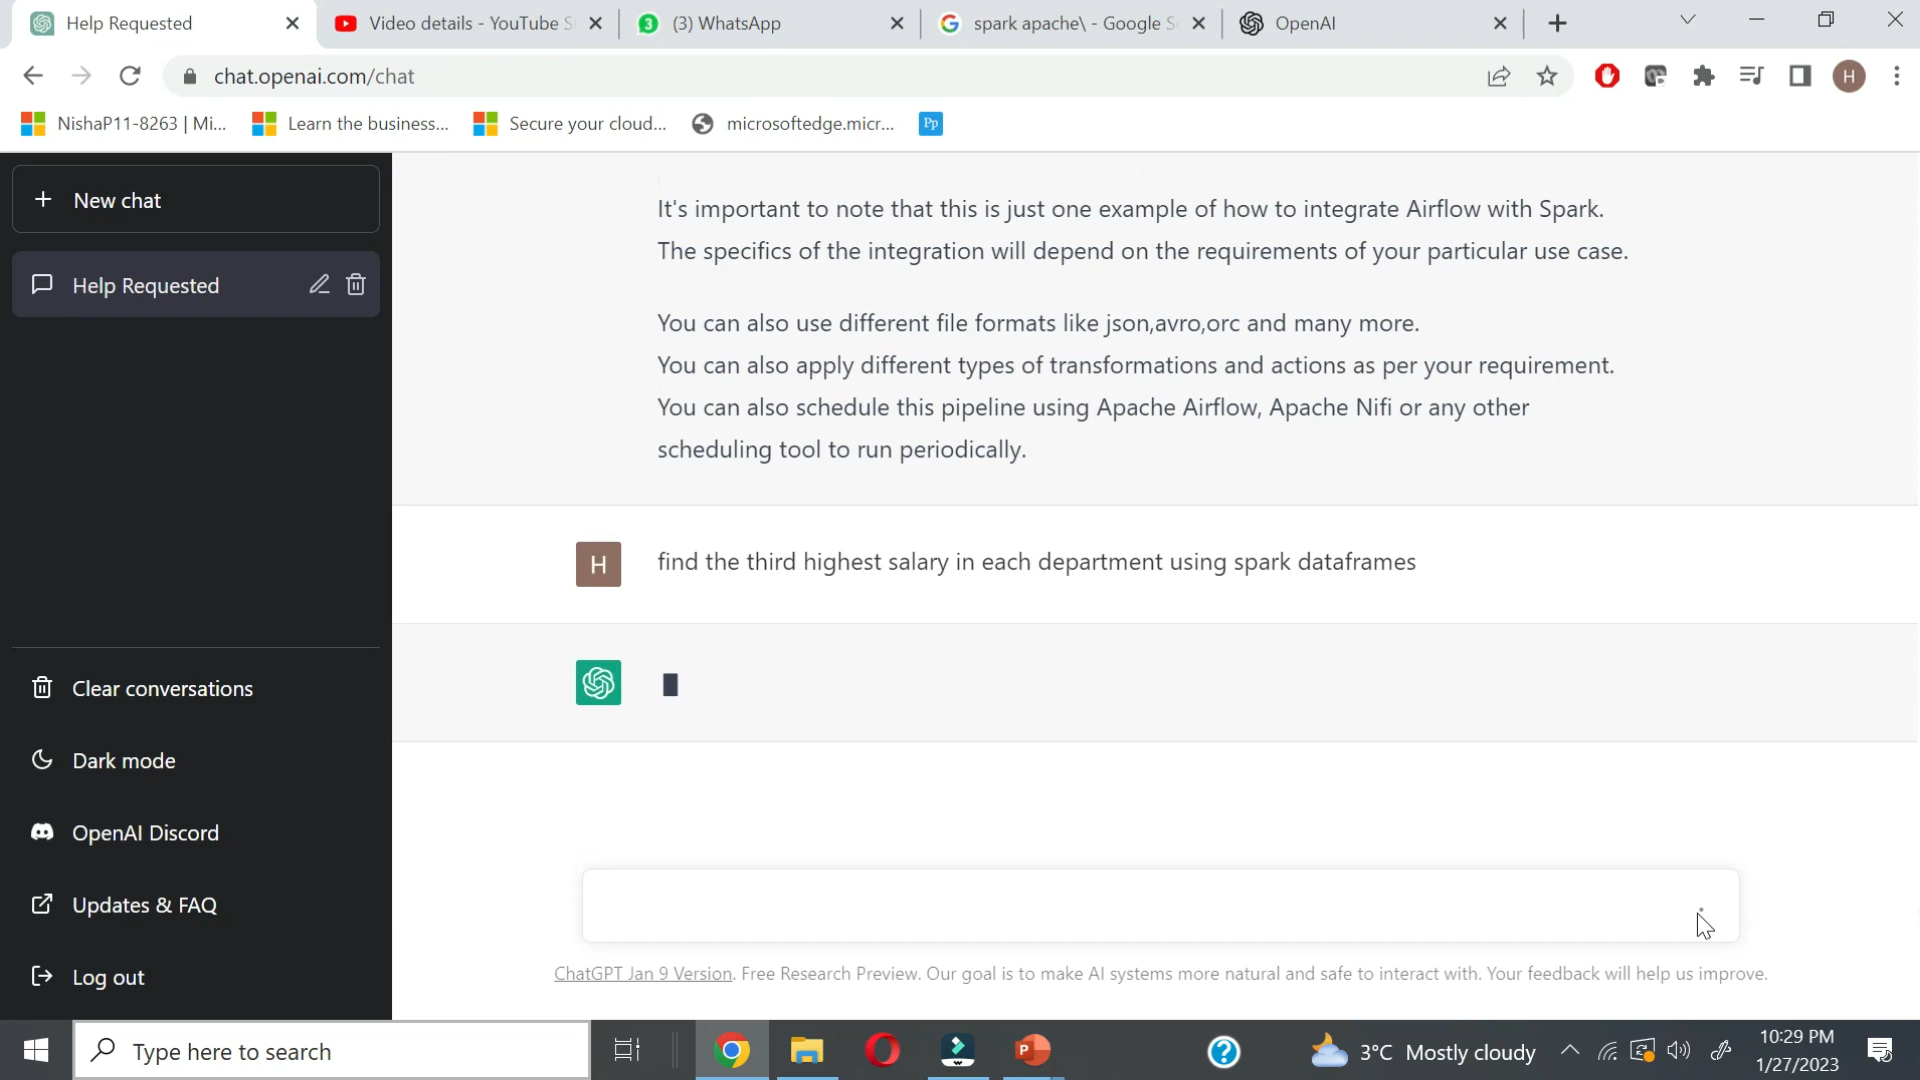 Help Requested
Video details - YouTube S
(3) WhatsApp
spark apache\ - Google S
OpenAI
chat.openai.com/chat
H
NishaP11-8263 | Mi...
Learn the business...
Secure your cloud...
microsoftedge.micr...
Pp
New chat
It's important to note that this is just one example of how to integrate Airflow with Spark.
The specifics of the integration will depend on the requirements of your particular use case.
Help Requested
You can also use different file formats like json,avro,orc and many more.
You can also apply different types of transformations and actions as per your requirement.
You can also schedule this pipeline using Apache Airflow, Apache Nifi or any other
scheduling tool to run periodically.
H
find the third highest salary in each department using spark dataframes
Clear conversations
Dark mode
OpenAI Discord
Updates & FAQ
Log out
ChatGPT Jan 9 Version. Free Research Preview. Our goal is to make AI systems more natural and safe to interact with. Your feedback will help us improve.
Type here to search
3°C Mostly cloudy
10:29 PM
1/27/2023